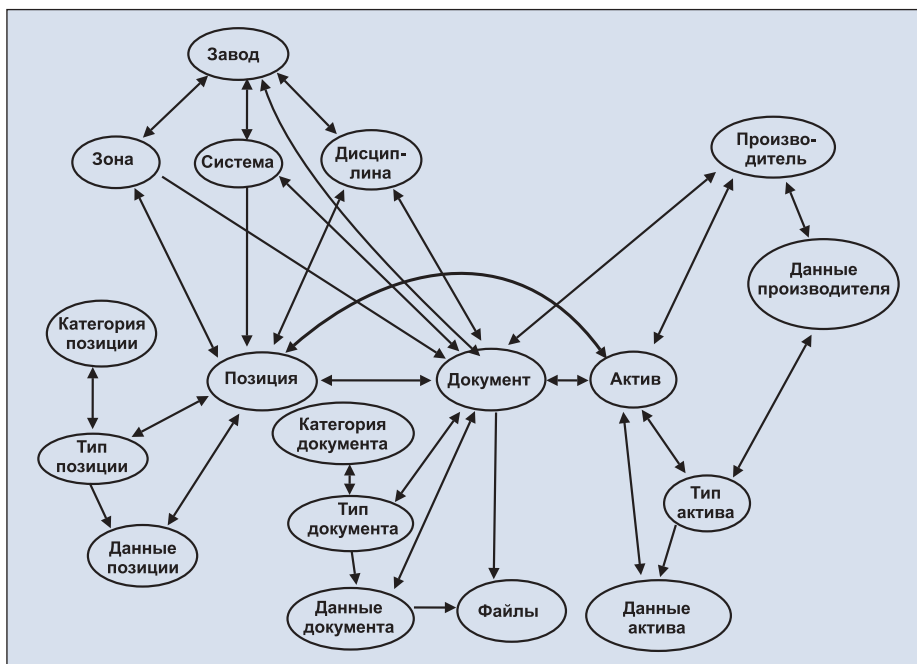 Завод
Зона
Система
Дисцип-
лина
Произво-
дитель
Данные
производителя
Категория
позиции
Позиция
Документ
Актив
Категория
документа
Тип
позиции
Тип
документа
Тип
актива
Данные
позиции
Данные
документа
Файлы
Данные
актива